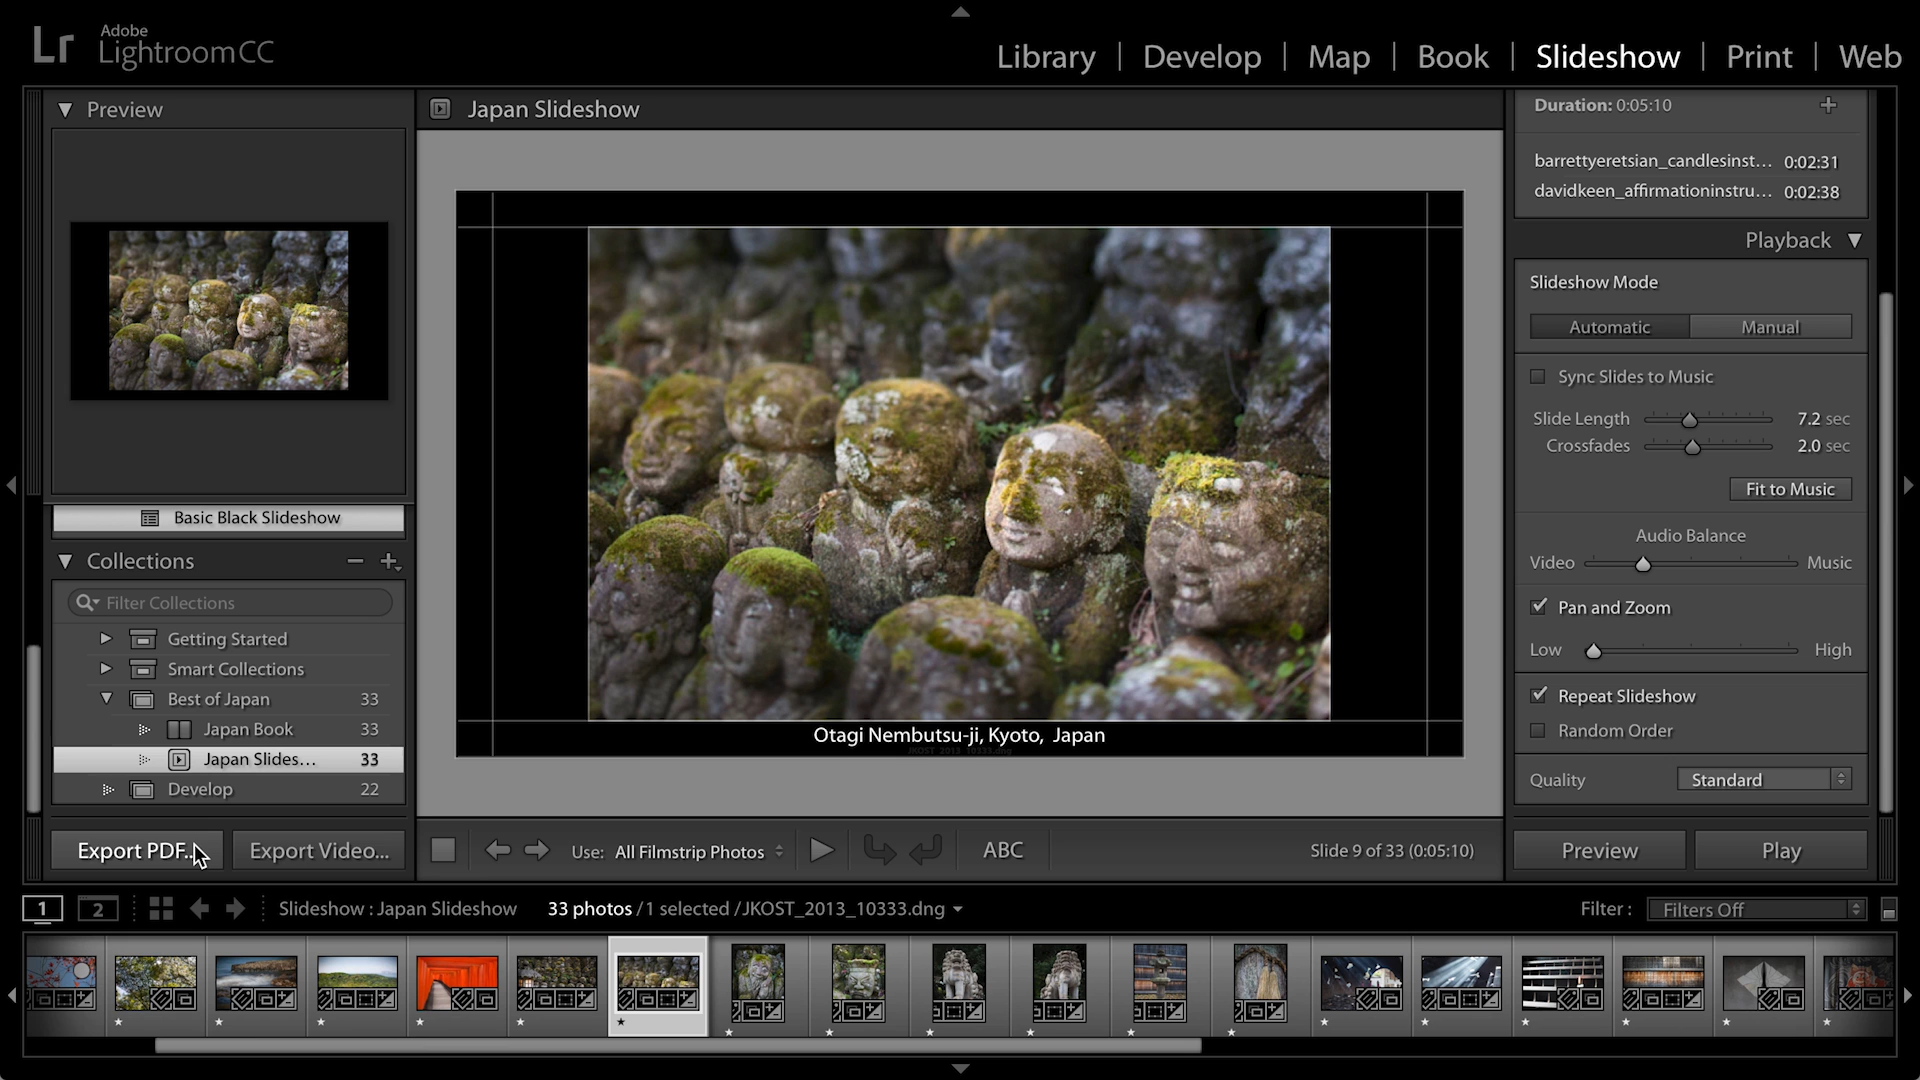 Lr
Adobe
Lightroom CC
Library | Develop | Map | Book | Slideshow | Print | Web
Preview
Basic Black Slideshow
Collections
Filter Collections
Getting Started
Smart Collections
Best of Japan 33
Japan Book 33
Japan Slides... 33
Develop 22
Export PDF... Export Video...
Japan Slideshow
Otagi Nembutsu-ji, Kyoto, Japan
JKOST_2013_10333.dng
Use: All Filmstrip Photos
ABC
Slide 9 of 33 (0:05:10)
Duration: 0:05:10
barrettyeretsian_candlesinst... 0:02:31
davidkeen_affirmationinstru... 0:02:38
Playback
Slideshow Mode
Automatic Manual
Sync Slides to Music
Slide Length 7.2 sec
Crossfades 2.0 sec
Fit to Music
Audio Balance
Video Music
Pan and Zoom
Low High
Repeat Slideshow
Random Order
Quality Standard
Preview Play
1 2 Slideshow : Japan Slideshow 33 photos / 1 selected / JKOST_2013_10333.dng
Filter : Filters Off